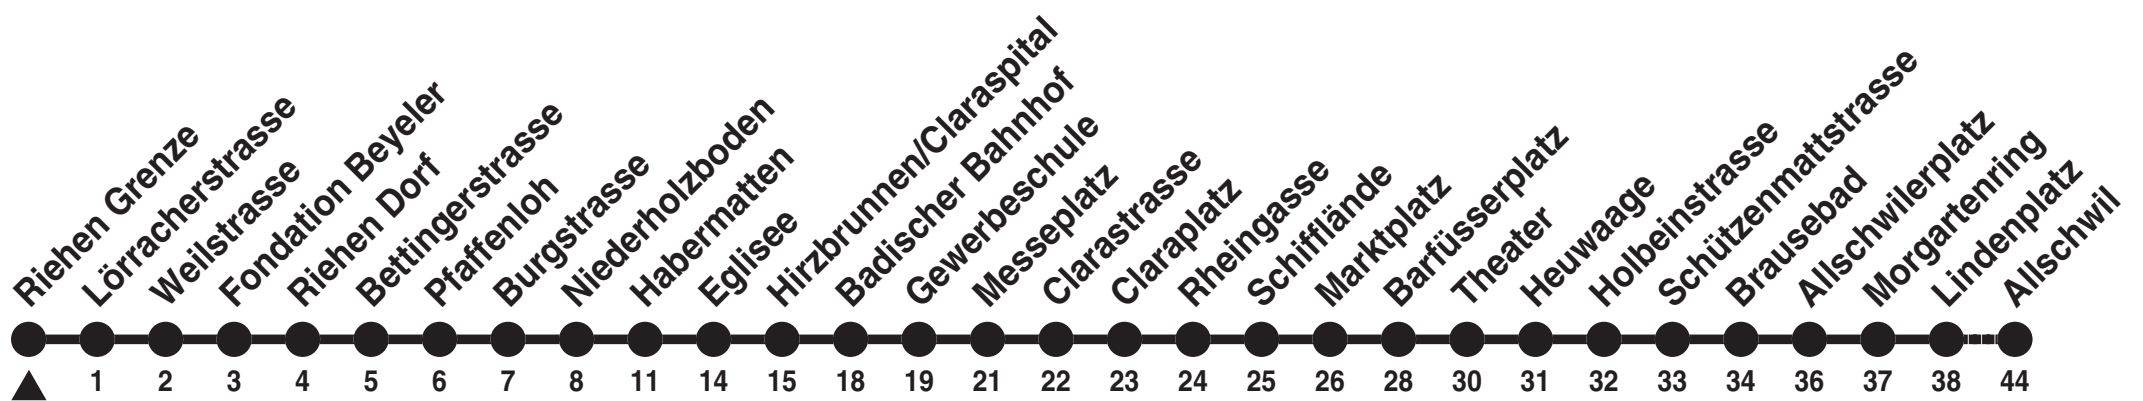 Riehen Grenze
Lörracherstrasse
Weilstrasse
Fondation Beyeler
Riehen Dorf
Bettingerstrasse
Pfaffenloh
Burgstrasse
Niederholzboden
Habermatten
Eglisee
Hirzbrunnen/Claraspital
Badischer Bahnhof
Gewerbeschule
Messeplatz
Clarastrasse
Claraplatz
Rheingasse
Schifflände
Marktplatz
Barfüsserplatz
Theater
Heuwaage
Holbeinstrasse
Schützenmattstrasse
Brausebad
Allschwilerplatz
Morgartenring
Lindenplatz
Allschwil
1 2 3 4 5 6 7 8 11 14 15 18 19 21 22 23 24 25 26 28 30 31 32 33 34 36 37 38 44